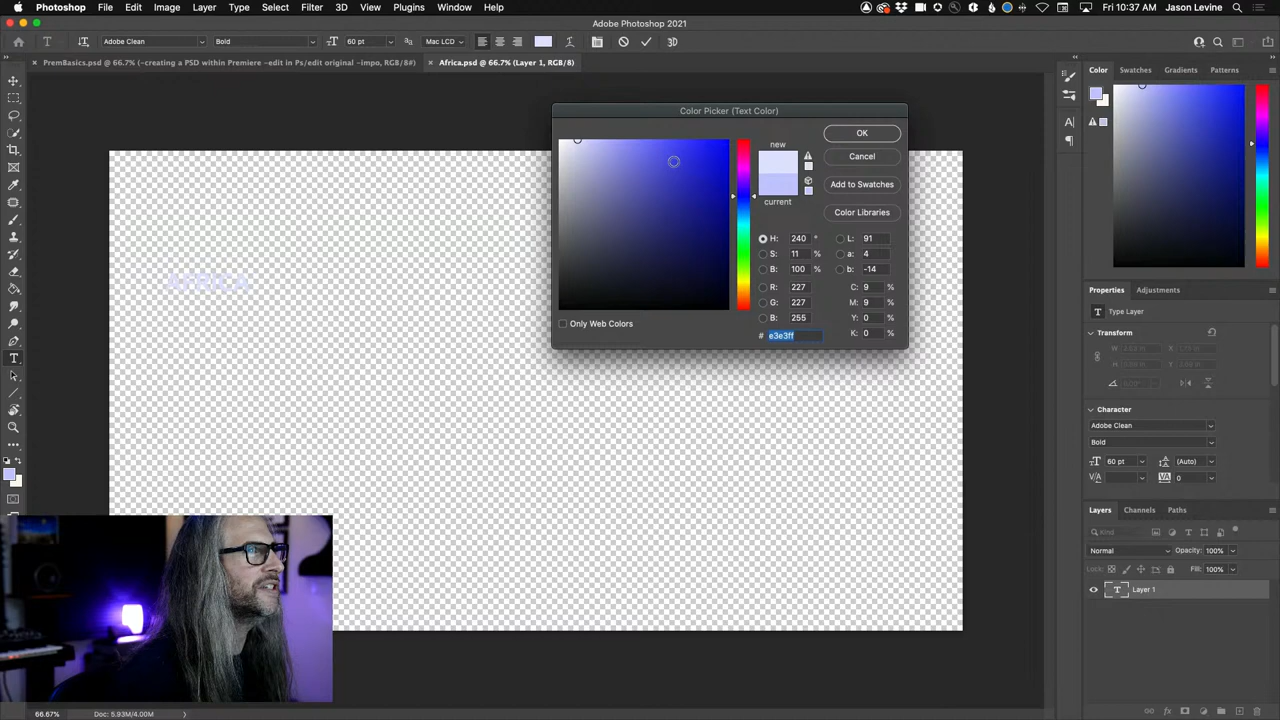 Photoshop File Edit Image Layer Type Select Filter 3D View Plugins Window Help Fri 10:37 AM Jason Levine
Adobe Photoshop 2021
Adobe Clean Bold 60 pt Mac LCD 3D
PremBasics.psd @ 66.7% (-creating a PSD within Premiere -edit in Ps/edit original -impo, RGB/8#) Africa.psd @ 66.7% (Layer 1, RGB/8)
Color Swatches Gradients Patterns
Color Picker (Text Color)
new
current
OK
Cancel
Add to Swatches
Color Libraries
H: 240 ° L: 91
S: 11 % a: 4
B: 100 % b: -14
R: 227 C: 9 %
G: 227 M: 9 %
B: 255 Y: 0 %
K: 0 %
# e3e3ff
Only Web Colors
AFRICA
Properties Adjustments
Type Layer
Transform
Character
Adobe Clean
Bold
60 pt (Auto)
0
Layers Channels Paths
Kind
Normal Opacity: 100%
Lock: Fill: 100%
Layer 1
66.67% Doc: 5.93M/4.00M